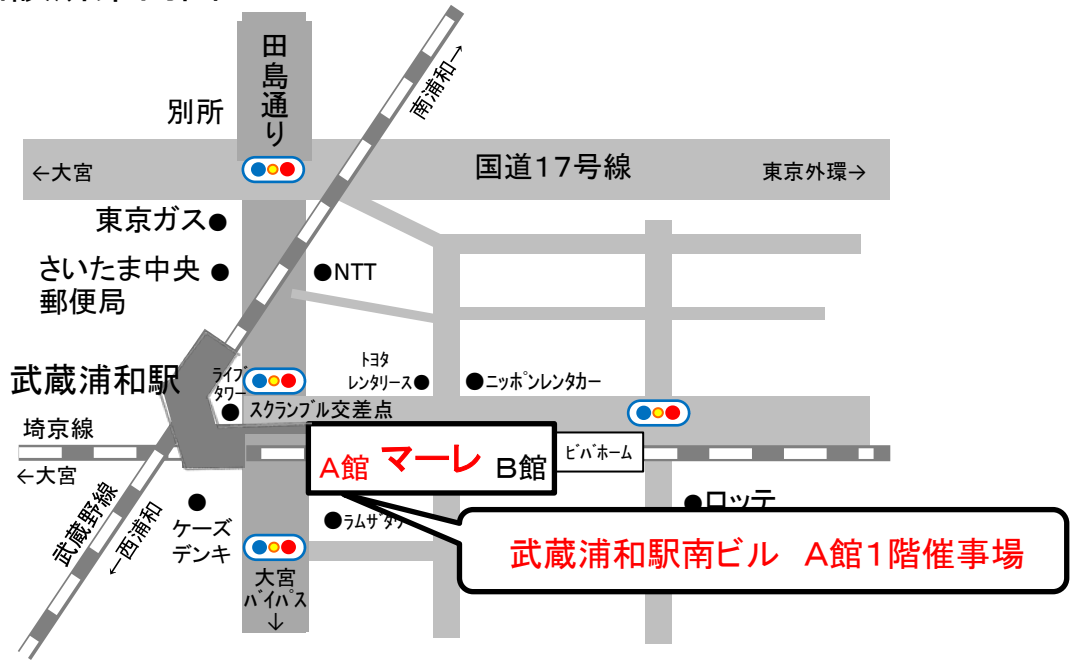 田島通り
南浦和→
別所
←大宮
国道17号線
東京外環→
東京ガス●
さいたま中央
郵便局
●NTT
武蔵浦和駅
ライブ
タワー
ﾄﾖﾀ
ﾚﾝﾀﾘｰｽ●
●ﾆｯﾎﾟﾝﾚﾝﾀｶｰ
スクランブル交差点
埼京線
←大宮
A館 マーレ B館
ﾋﾞﾊﾞﾎｰﾑ
武蔵野線
←西浦和
ケーズ
デンキ
●ﾗﾑｻﾞﾀﾜ
●ロッテ
武蔵浦和駅南ビル A館1階催事場
大宮
ﾊﾞｲﾊﾟｽ
↓